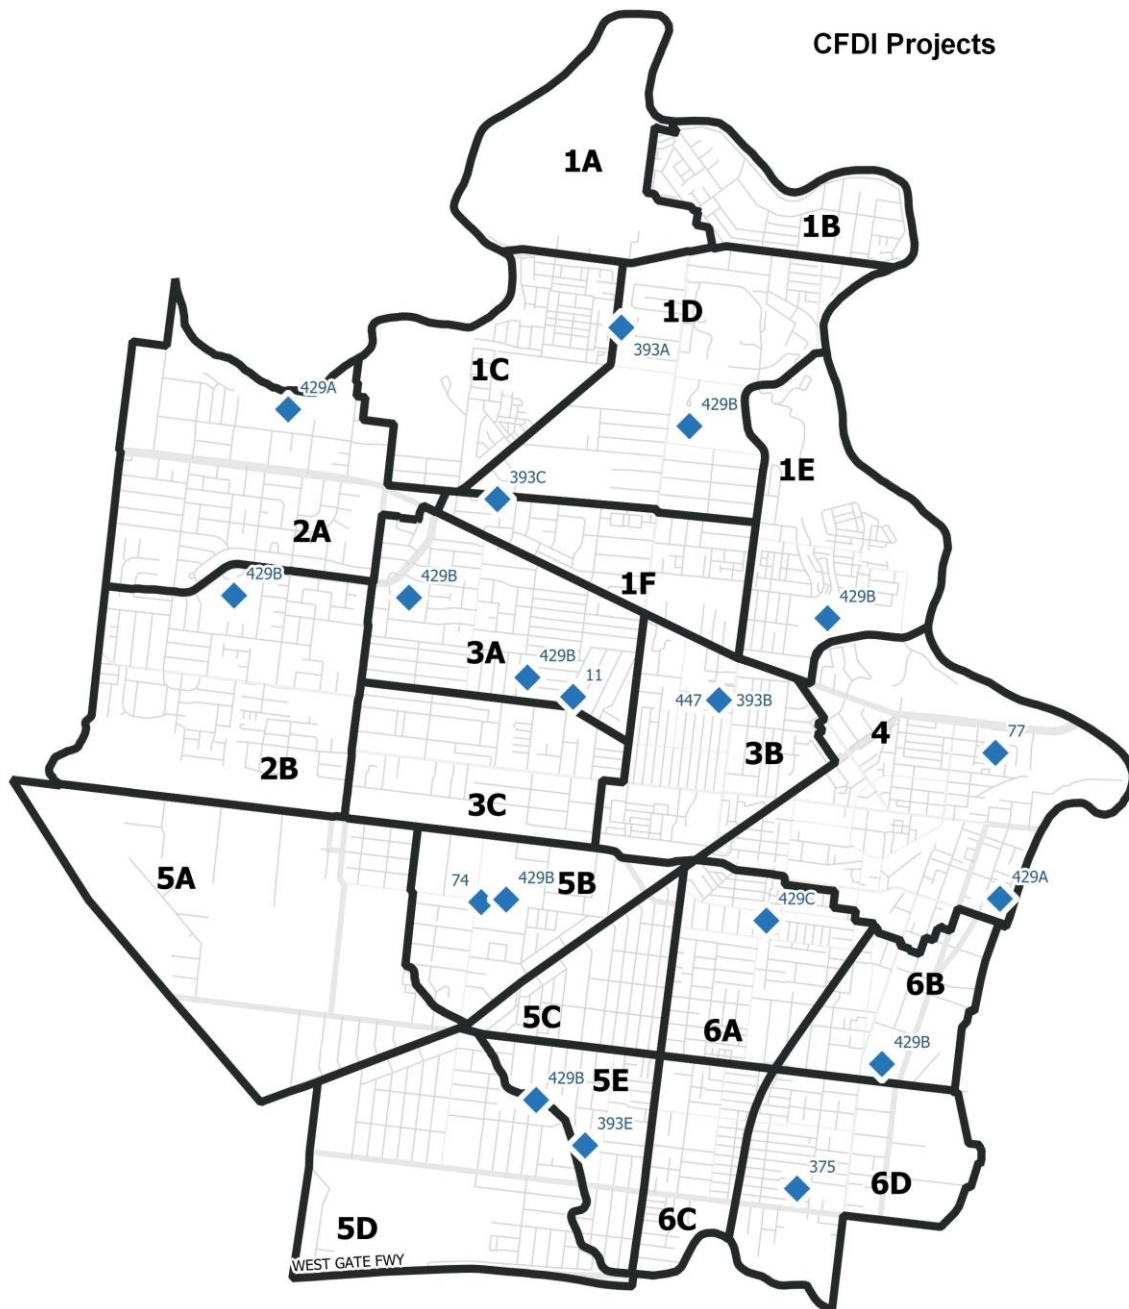 CFDI Projects
1A
1B
1D
393A
1C
429A
429B
1E
393C
2A
429B
429B
1F
429B
3A
429B
11
447
393B
4
77
3B
2B
3C
5A
74
429B
5B
429A
429C
6B
5C
6A
429B
5E
429B
393E
375
6D
6C
5D
WEST GATE FWY